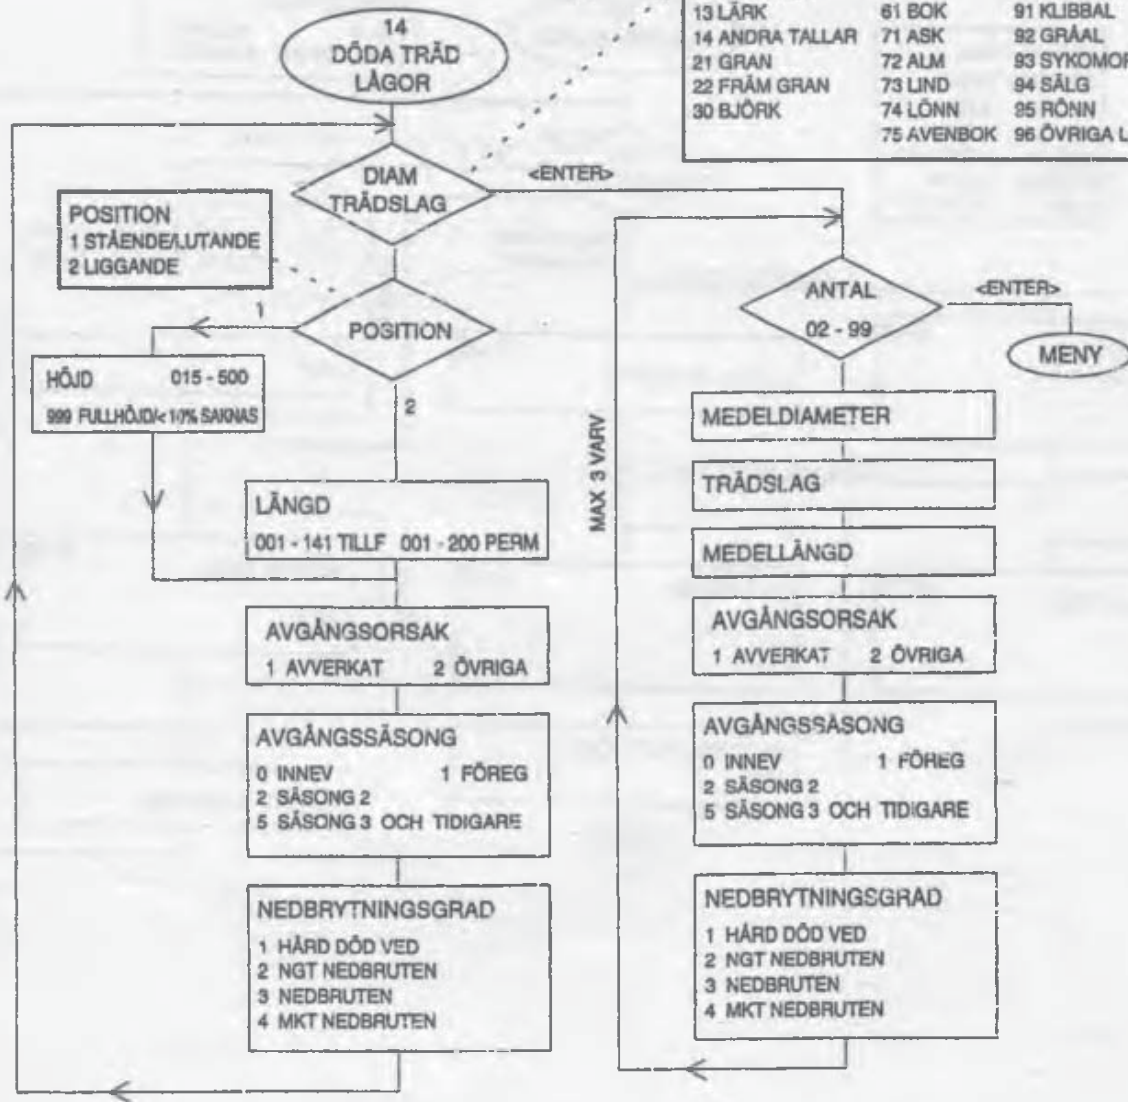 14
DÖDA TRÄD
LÅGOR
13 LÄRK 61 BOK 91 KLIBBAL
14 ANDRA TALLAR 71 ASK 92 GRÅAL
21 GRAN 72 ALM 93 SYKOMOR
22 FRÄM GRAN 73 LIND 94 SÄLG
30 BJÖRK 74 LÖNN 95 RÖNN
75 AVENBOK 96 ÖVRIGA L
DIAM
TRÄDSLAG
<ENTER>
POSITION
1 STÅENDE/LUTANDE
2 LIGGANDE
POSITION
1
2
HÖJD 015 - 500
999 FULLHÖJD/<10% SAKNAS
LÄNGD
001 - 141 TILLF 001 - 200 PERM
AVGÅNGSORSAK
1 AVVERKAT 2 ÖVRIGA
AVGÅNGSSÄSONG
0 INNEV 1 FÖREG
2 SÄSONG 2
5 SÄSONG 3 OCH TIDIGARE
NEDBRYTNINGSGRAD
1 HÅRD DÖD VED
2 NGT NEDBRUTEN
3 NEDBRUTEN
4 MKT NEDBRUTEN
ANTAL
02 - 99
<ENTER>
MENY
MAX 3 VARV
MEDELDIAMETER
TRÄDSLAG
MEDELLÄNGD
AVGÅNGSORSAK
1 AVVERKAT 2 ÖVRIGA
AVGÅNGSSÄSONG
0 INNEV 1 FÖREG
2 SÄSONG 2
5 SÄSONG 3 OCH TIDIGARE
NEDBRYTNINGSGRAD
1 HÅRD DÖD VED
2 NGT NEDBRUTEN
3 NEDBRUTEN
4 MKT NEDBRUTEN